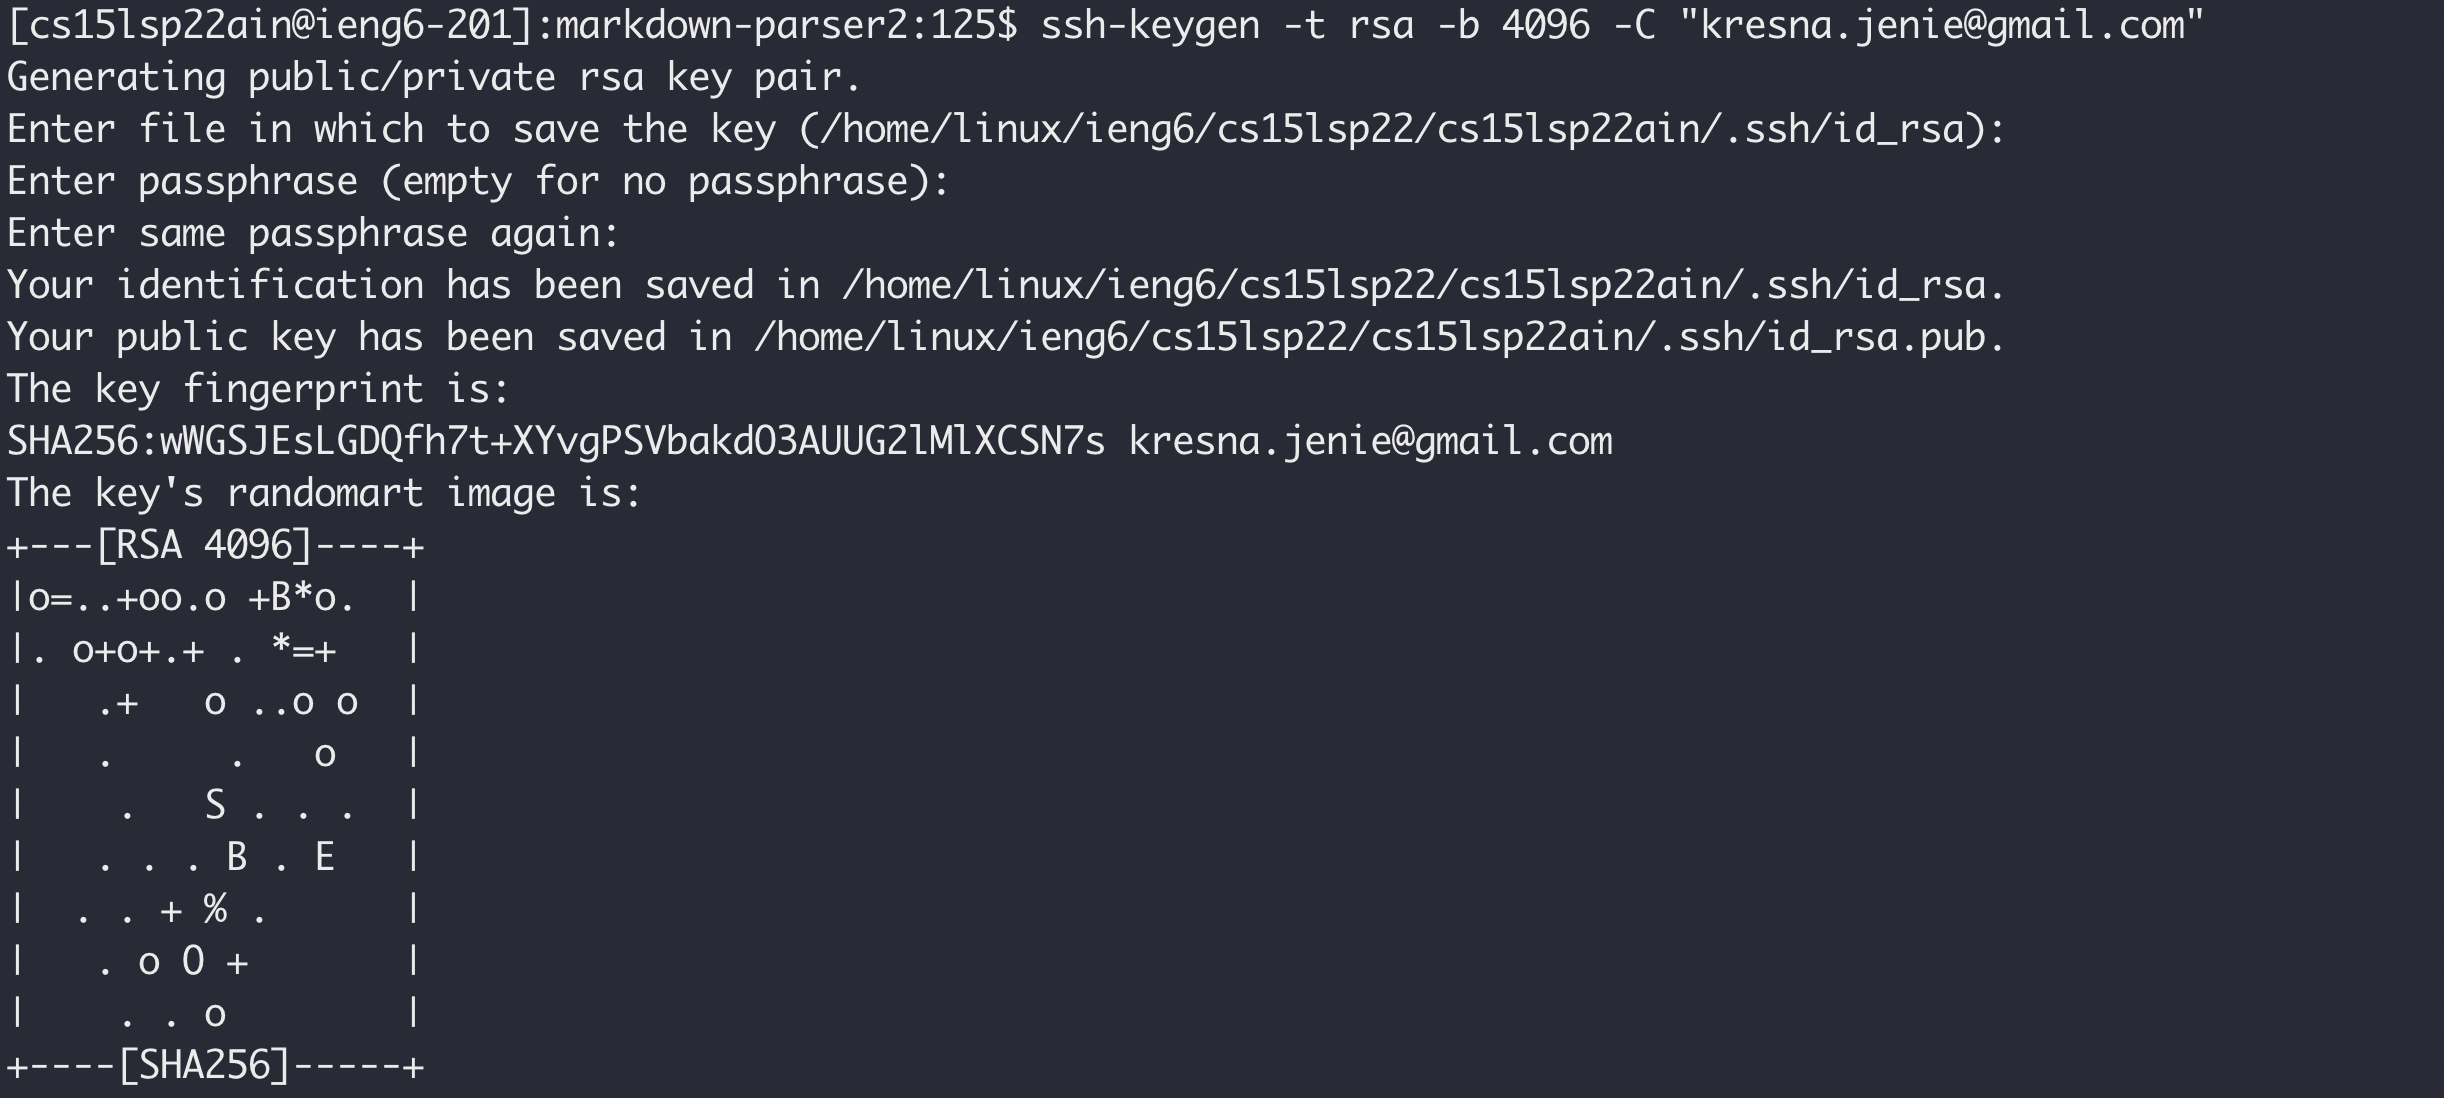 [cs15lsp22ain@ieng6-201]:markdown-parser2:125$ ssh-keygen -t rsa -b 4096 -C "kresna.jenie@gmail.com"
Generating public/private rsa key pair.
Enter file in which to save the key (/home/linux/ieng6/cs15lsp22/cs15lsp22ain/.ssh/id_rsa):
Enter passphrase (empty for no passphrase):
Enter same passphrase again:
Your identification has been saved in /home/linux/ieng6/cs15lsp22/cs15lsp22ain/.ssh/id_rsa.
Your public key has been saved in /home/linux/ieng6/cs15lsp22/cs15lsp22ain/.ssh/id_rsa.pub.
The key fingerprint is:
SHA256:wWGSJEsLGDQfh7t+XYvgPSVbakdO3AUUG2lMlXCSN7s kresna.jenie@gmail.com
The key's randomart image is:
+---[RSA 4096]----+
|o=..+oo.o +B*o.  |
|. o+o+.+ . *=+   |
|   .+   o ..o o  |
|   .     .   o   |
|    .   S . . .  |
|   . . . B . E   |
|  . . + % .      |
|   . o O +       |
|    . . o        |
+----[SHA256]-----+